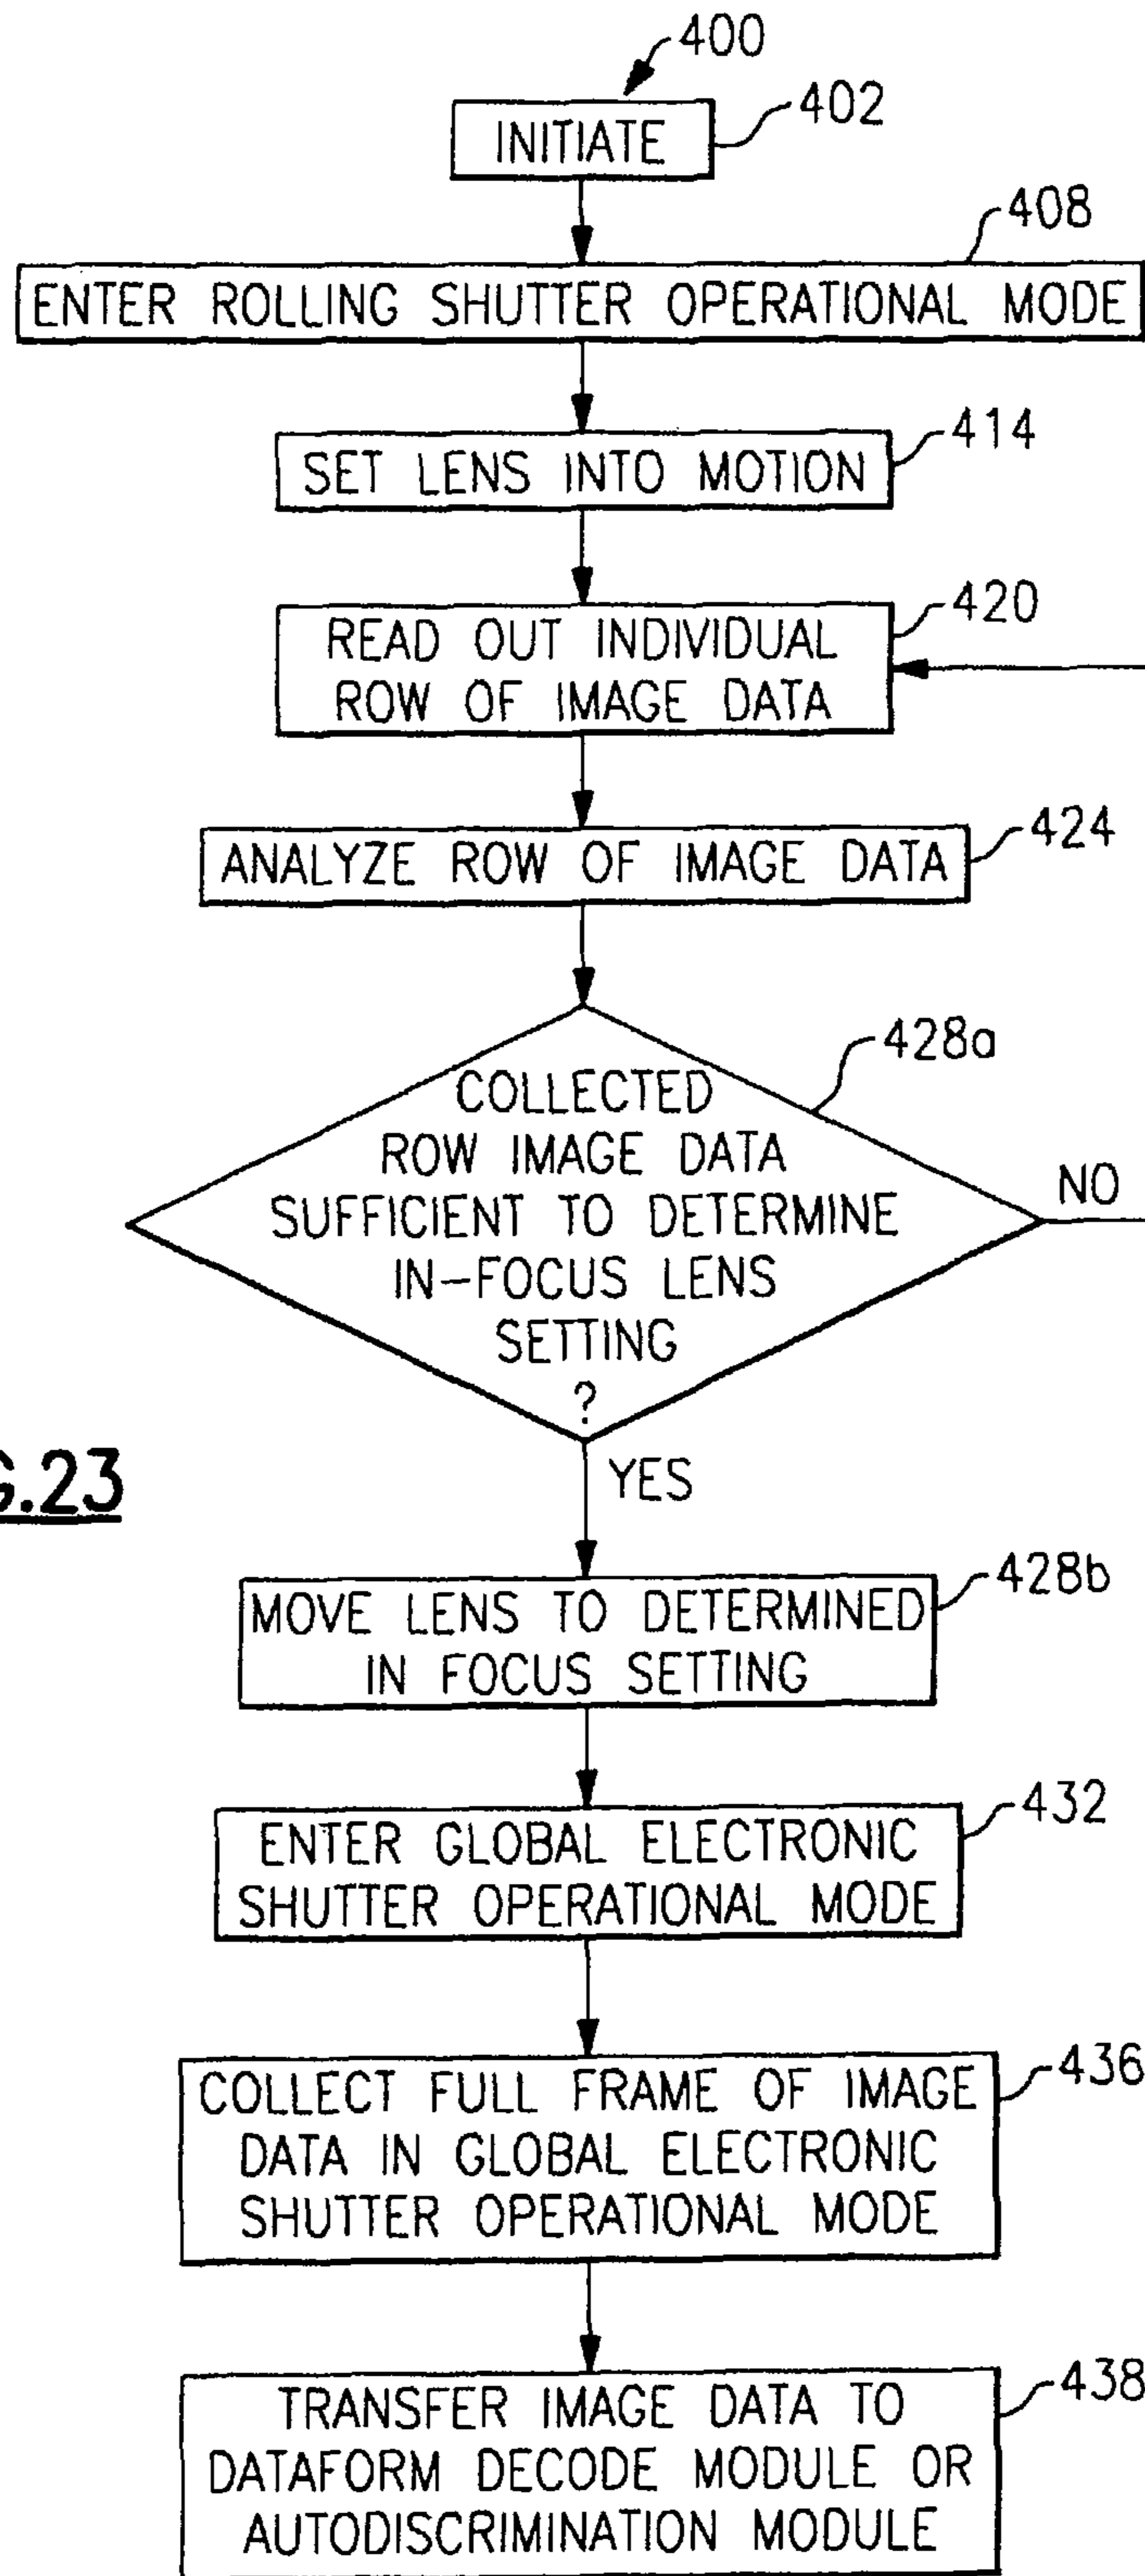 400
INITIATE
402
408
ENTER ROLLING SHUTTER OPERATIONAL MODE
414
SET LENS INTO MOTION
420
READ OUT INDIVIDUAL
ROW OF IMAGE DATA
424
ANALYZE ROW OF IMAGE DATA
428a
COLLECTED
ROW IMAGE DATA
SUFFICIENT TO DETERMINE
IN-FOCUS LENS
SETTING
?
NO
YES
G.23
428b
MOVE LENS TO DETERMINED
IN FOCUS SETTING
432
ENTER GLOBAL ELECTRONIC
SHUTTER OPERATIONAL MODE
436
COLLECT FULL FRAME OF IMAGE
DATA IN GLOBAL ELECTRONIC
SHUTTER OPERATIONAL MODE
438
TRANSFER IMAGE DATA TO
DATAFORM DECODE MODULE OR
AUTODISCRIMINATION MODULE